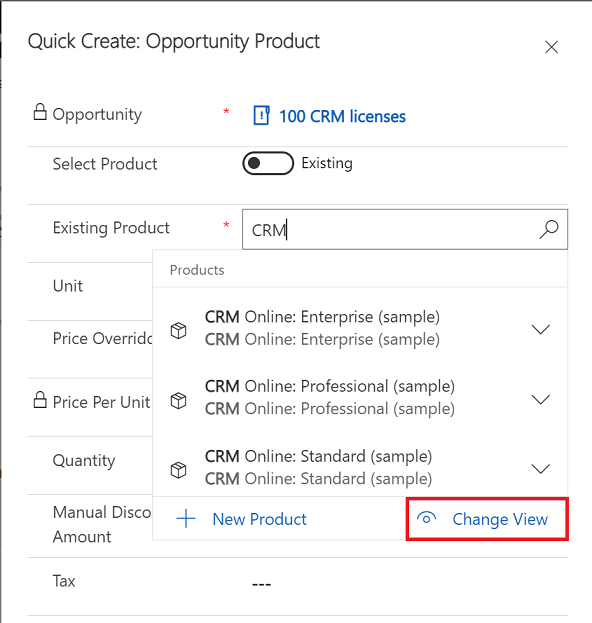 Quick Create: Opportunity Product
Opportunity * 100 CRM licenses
Select Product Existing
Existing Product * CRM
Products
Unit
CRM Online: Enterprise (sample)
Price Override CRM Online: Enterprise (sample)
CRM Online: Professional (sample)
Price Per Unit CRM Online: Professional (sample)
CRM Online: Standard (sample)
Quantity
CRM Online: Standard (sample)
Manual Disco
New Product Change View
Amount
Tax ---